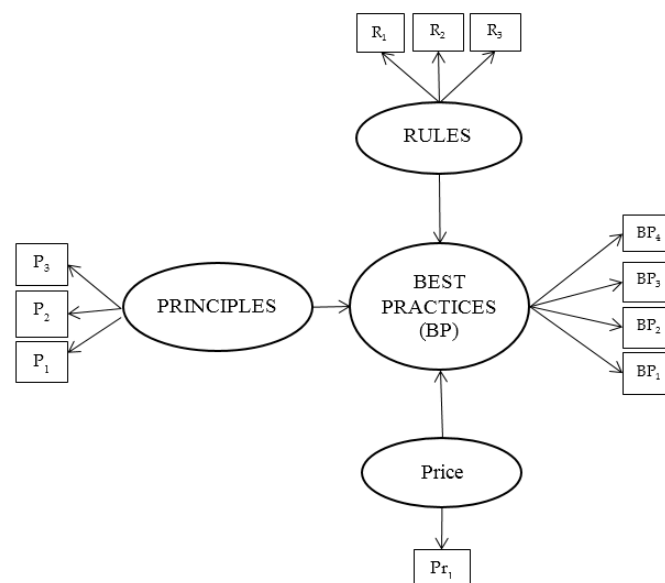 R₁ R₂ R₃
RULES
BP₄
P₃
BEST
BP₃
PRINCIPLES
PRACTICES
P₂
(BP)
BP₂
P₁
BP₁
Price
Pr₁